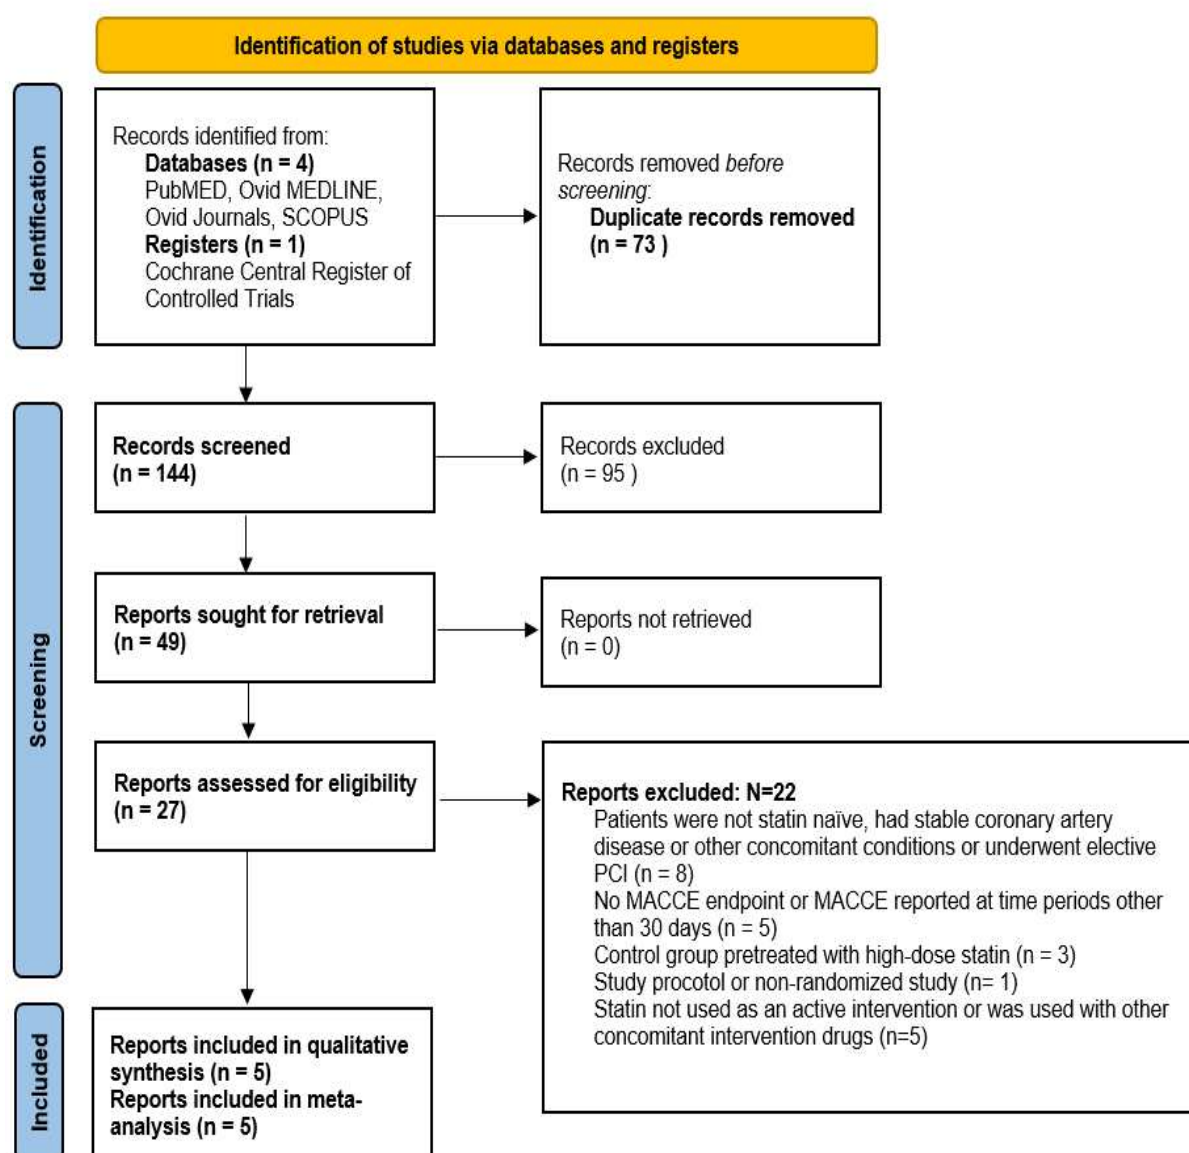 Identification of studies via databases and registers
Identification
Records identified from:
Databases (n = 4)
PubMED, Ovid MEDLINE,
Ovid Journals, SCOPUS
Registers (n = 1)
Cochrane Central Register of
Controlled Trials
Records removed before
screening:
Duplicate records removed
(n = 73 )
Screening
Records screened
(n = 144)
Records excluded
(n = 95 )
Reports sought for retrieval
(n = 49)
Reports not retrieved
(n = 0)
Reports assessed for eligibility
(n = 27)
Reports excluded: N=22
Patients were not statin naïve, had stable coronary artery
disease or other concomitant conditions or underwent elective
PCI (n = 8)
No MACCE endpoint or MACCE reported at time periods other
than 30 days (n = 5)
Control group pretreated with high-dose statin (n = 3)
Study procotol or non-randomized study (n= 1)
Statin not used as an active intervention or was used with other
concomitant intervention drugs (n=5)
Included
Reports included in qualitative
synthesis (n = 5)
Reports included in meta-
analysis (n = 5)